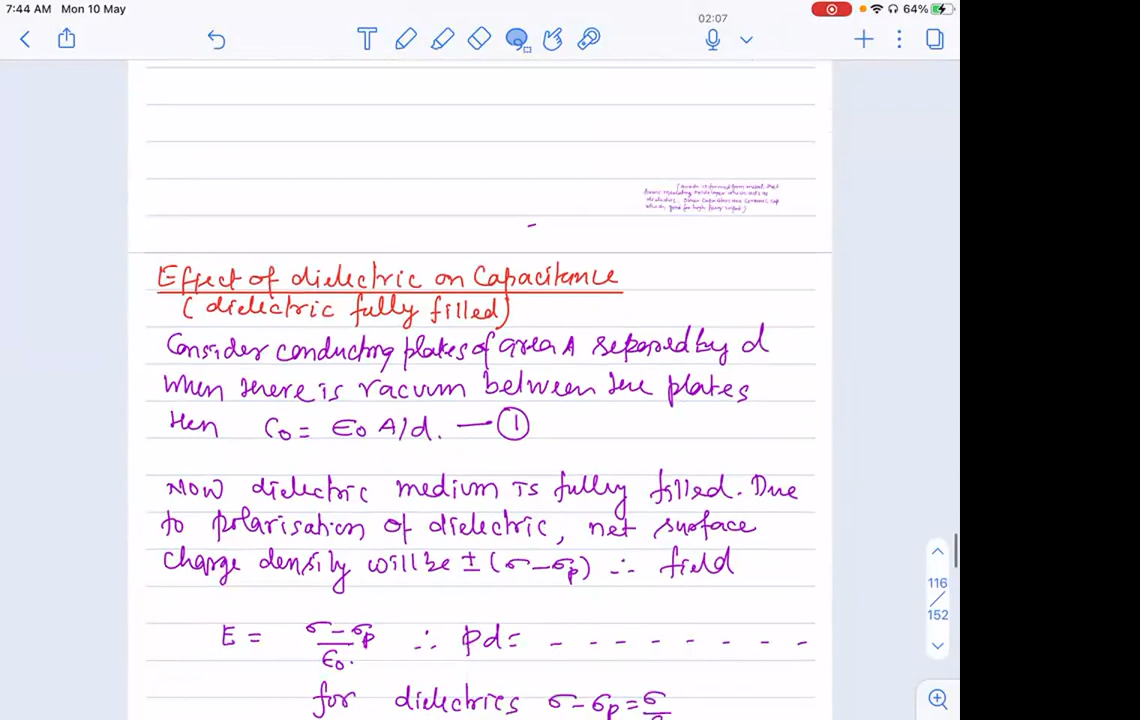 7:44 AM Mon 10 May
64%
02:07
Effect of dielectric on Capacitence
(dielectric fully filled)
Consider conducting plates of area A separed by d
When there is vacuum between the plates
then C₀ = ϵ₀ A/d. — ①
Now dielectric medium is fully filled. Due
to polarisation of dielectric, net surface
charge density will be ± (σ – σp) ∴ field
E = σ – σp / ϵ₀. ∴ pd = - - - - - - - -
for dielectrics σ – σp = σ
116
152